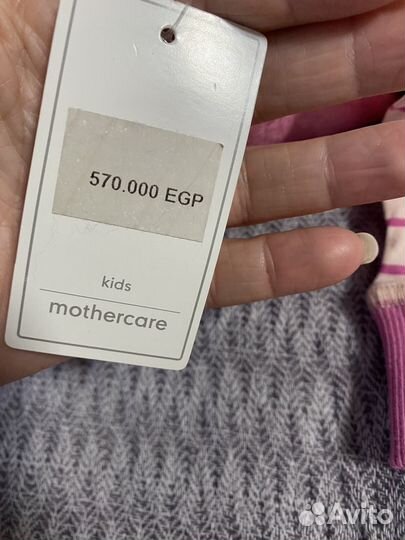 570.000 EGP
kids
mothercare
Avito